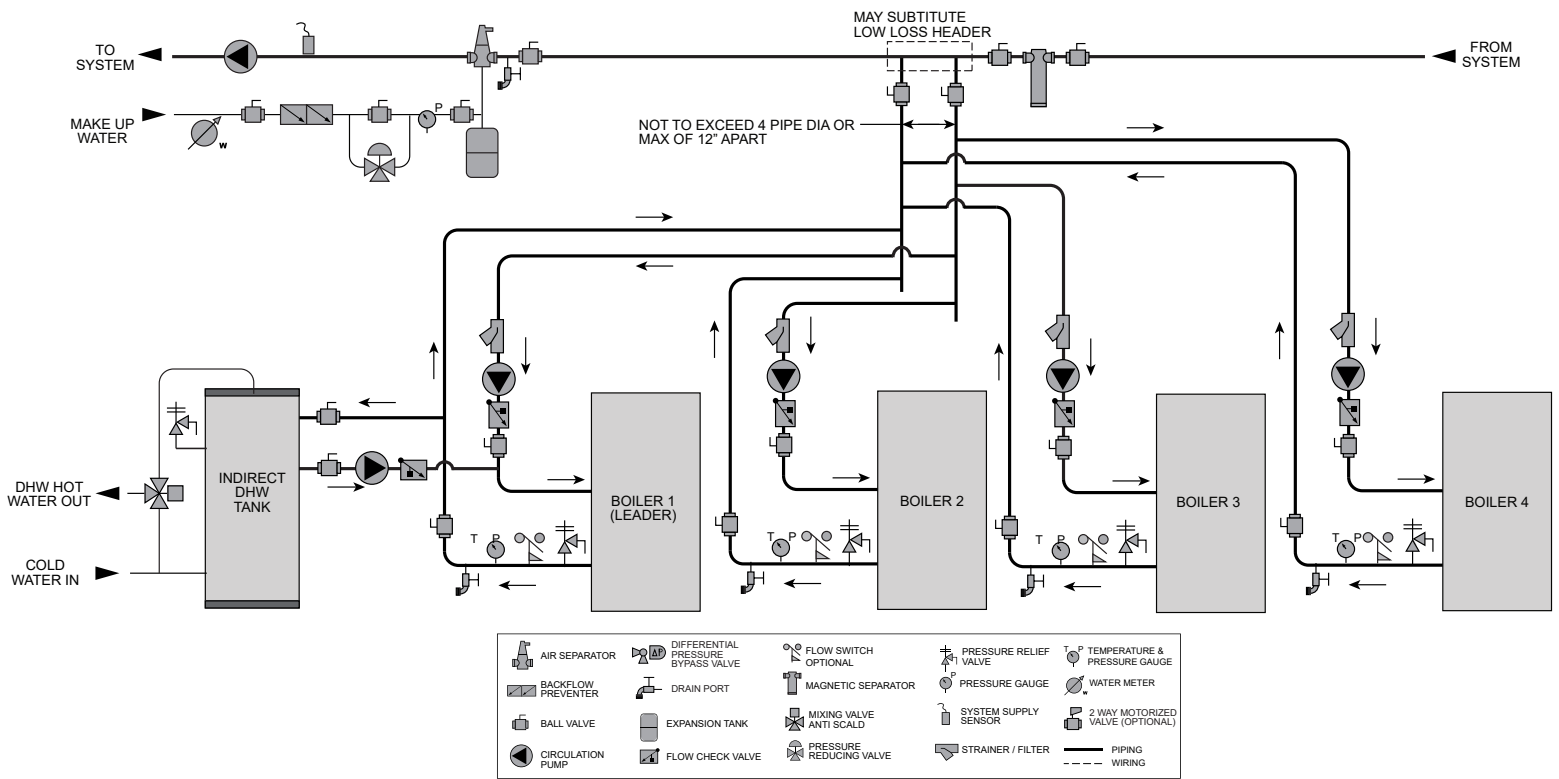 MAY SUBTITUTE
LOW LOSS HEADER
TO
SYSTEM
FROM
SYSTEM
MAKE UP
WATER
P
w
NOT TO EXCEED 4 PIPE DIA OR
MAX OF 12" APART
INDIRECT
DHW
TANK
DHW HOT
WATER OUT
COLD
WATER IN
BOILER 1
(LEADER)
BOILER 2
BOILER 3
BOILER 4
T P
T P
T P
T P
AIR SEPARATOR
BACKFLOW
PREVENTER
BALL VALVE
CIRCULATION
PUMP
ΔP
DIFFERENTIAL
PRESSURE
BYPASS VALVE
DRAIN PORT
EXPANSION TANK
FLOW CHECK VALVE
FLOW SWITCH
OPTIONAL
MAGNETIC SEPARATOR
MIXING VALVE
ANTI SCALD
PRESSURE
REDUCING VALVE
PRESSURE RELIEF
VALVE
P
PRESSURE GAUGE
SYSTEM SUPPLY
SENSOR
STRAINER / FILTER
T P
TEMPERATURE &
PRESSURE GAUGE
w
WATER METER
2 WAY MOTORIZED
VALVE (OPTIONAL)
PIPING
WIRING